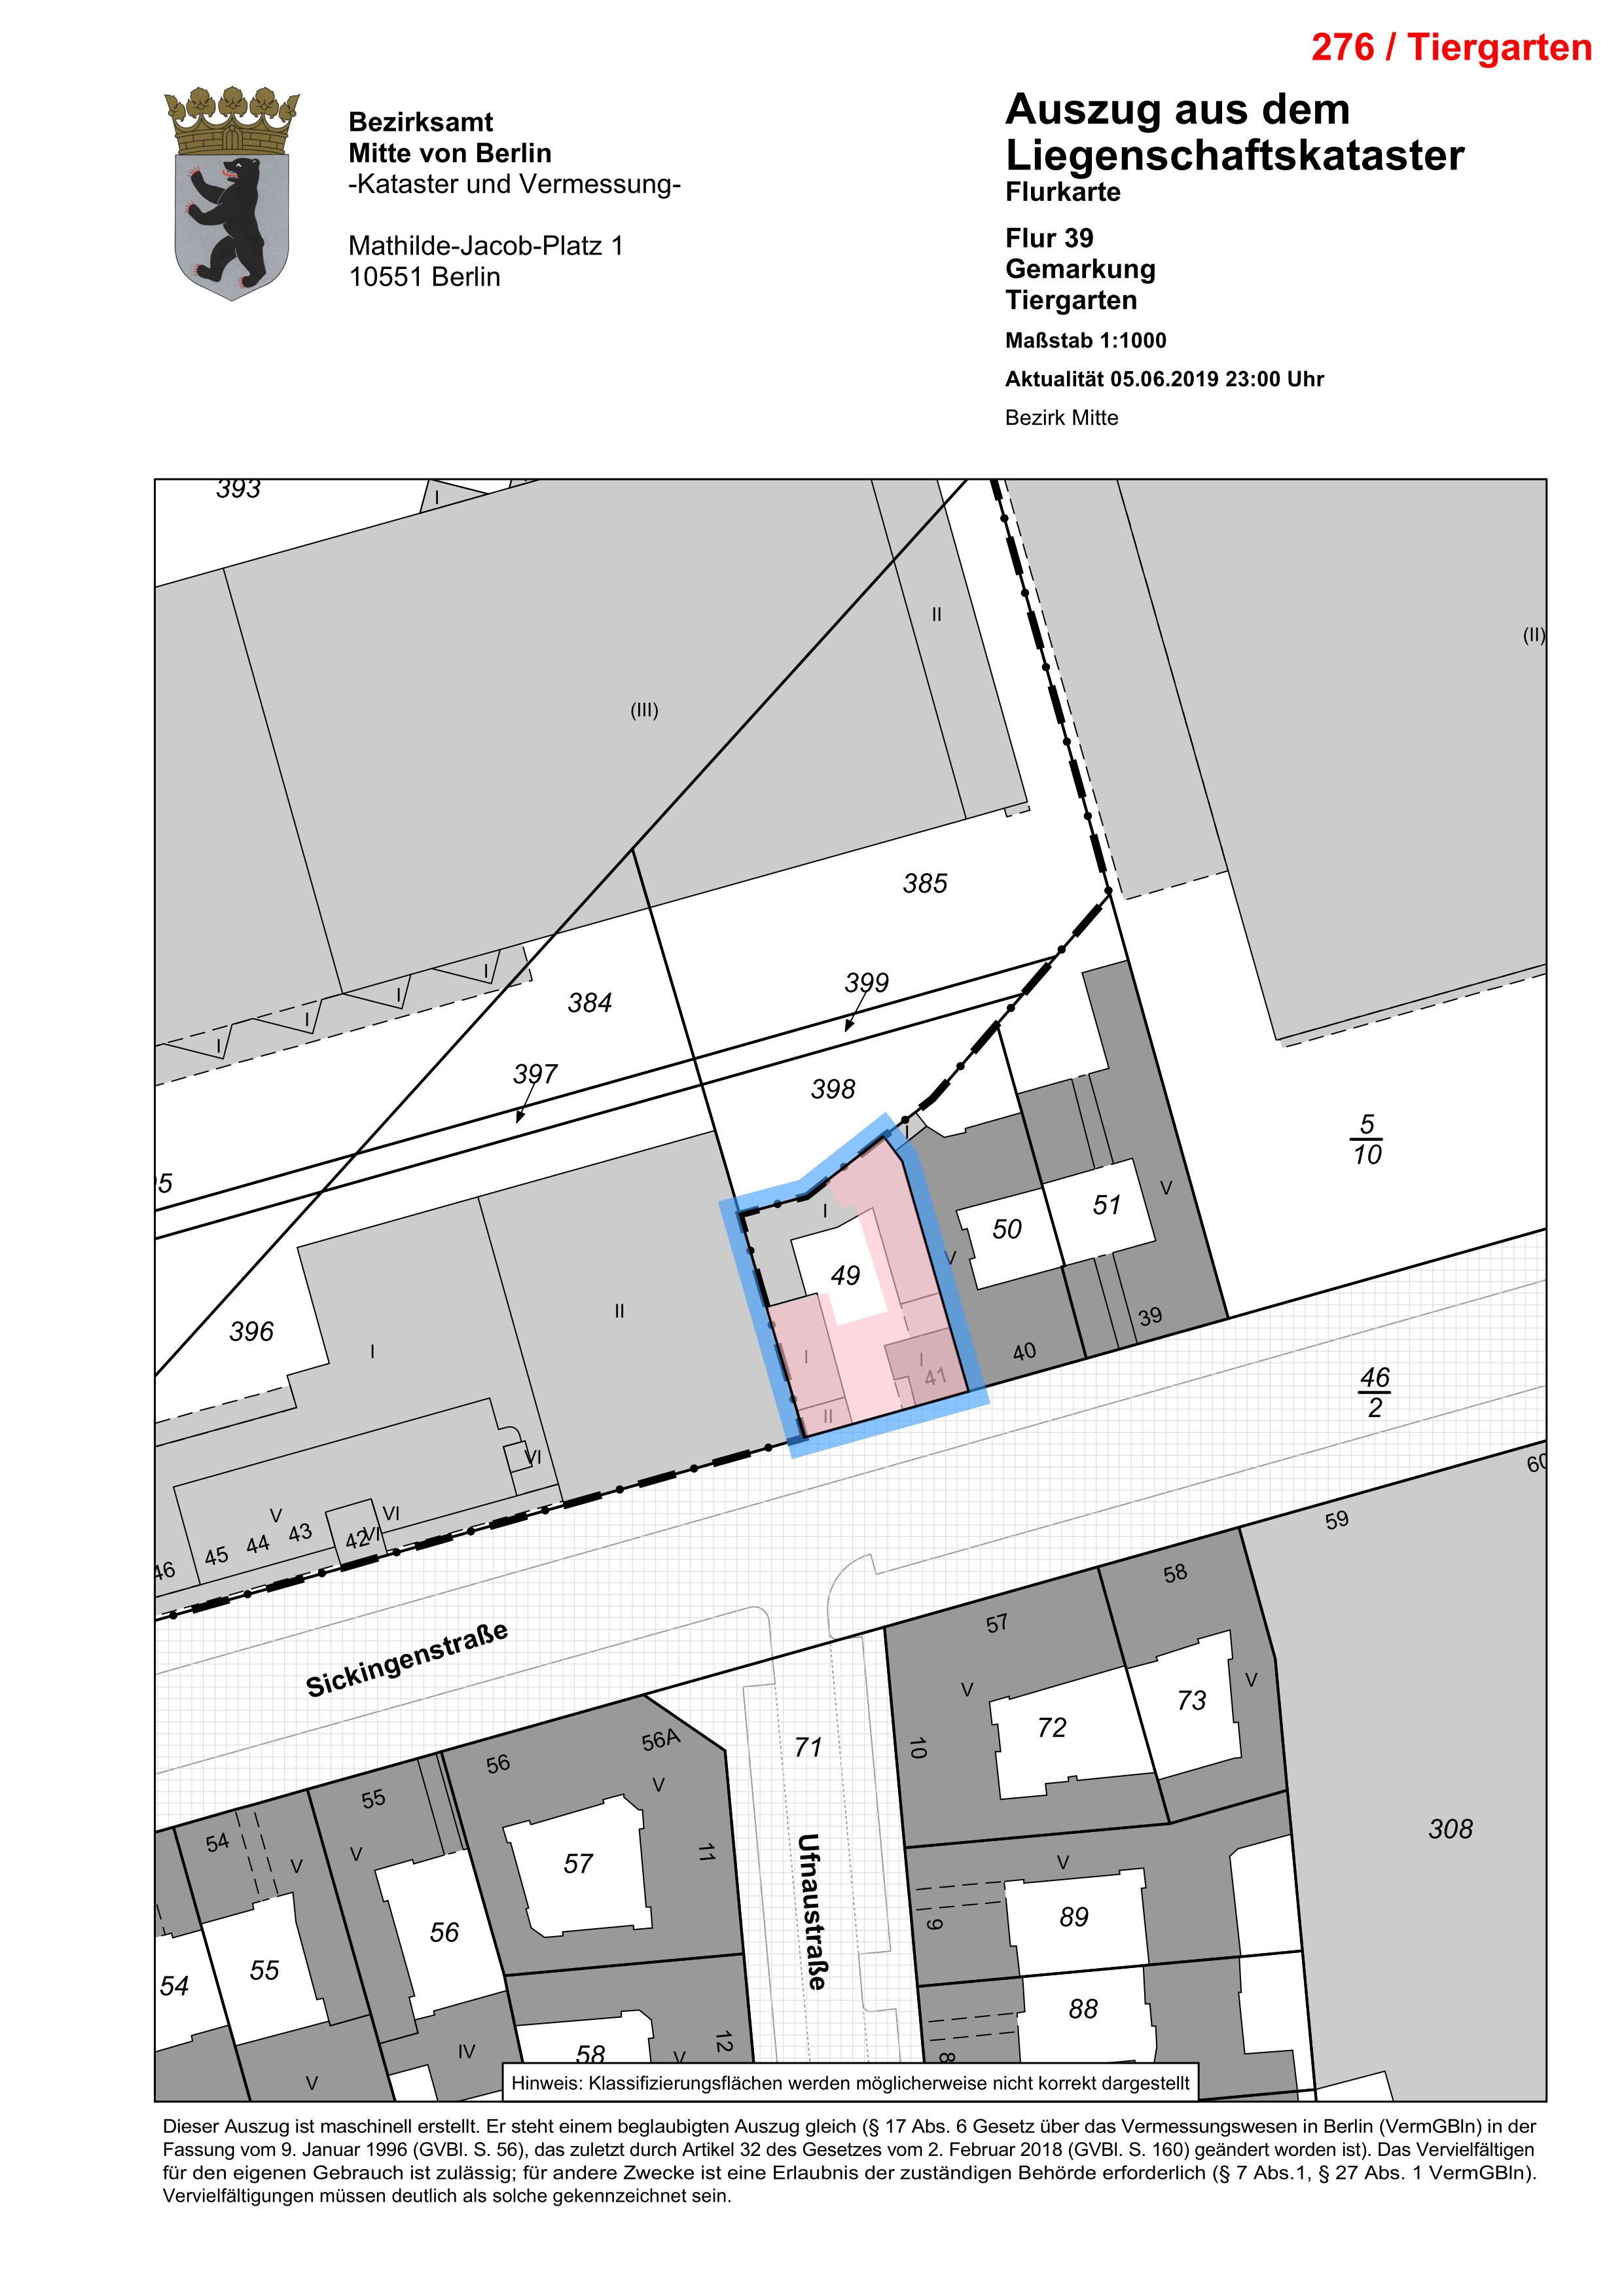 276 / Tiergarten
Bezirksamt
Mitte von Berlin
-Kataster und Vermessung-
Mathilde-Jacob-Platz 1
10551 Berlin
Auszug aus dem
Liegenschaftskataster
Flurkarte
Flur 39
Gemarkung
Tiergarten
Maßstab 1:1000
Aktualität 05.06.2019 23:00 Uhr
Bezirk Mitte
393
I
II
(II)
(III)
385
I
I
I
I
384
399
397
398
I
5
10
5
V
51
50
V
I
49
396
I
II
I
I
41
II
40
39
46
2
VI
V
VI
46
45
44
43
42
VI
60
59
58
57
Sickingenstraße
V
V
73
72
10
71
56A
56
V
55
54
V
V
57
11
Ufnaustraße
308
V
89
9
56
55
54
88
8
12
58
V
IV
V
Hinweis: Klassifizierungsflächen werden möglicherweise nicht korrekt dargestellt
Dieser Auszug ist maschinell erstellt. Er steht einem beglaubigten Auszug gleich (§ 17 Abs. 6 Gesetz über das Vermessungswesen in Berlin (VermGBln) in der
Fassung vom 9. Januar 1996 (GVBl. S. 56), das zuletzt durch Artikel 32 des Gesetzes vom 2. Februar 2018 (GVBl. S. 160) geändert worden ist). Das Vervielfältigen
für den eigenen Gebrauch ist zulässig; für andere Zwecke ist eine Erlaubnis der zuständigen Behörde erforderlich (§ 7 Abs.1, § 27 Abs. 1 VermGBln).
Vervielfältigungen müssen deutlich als solche gekennzeichnet sein.